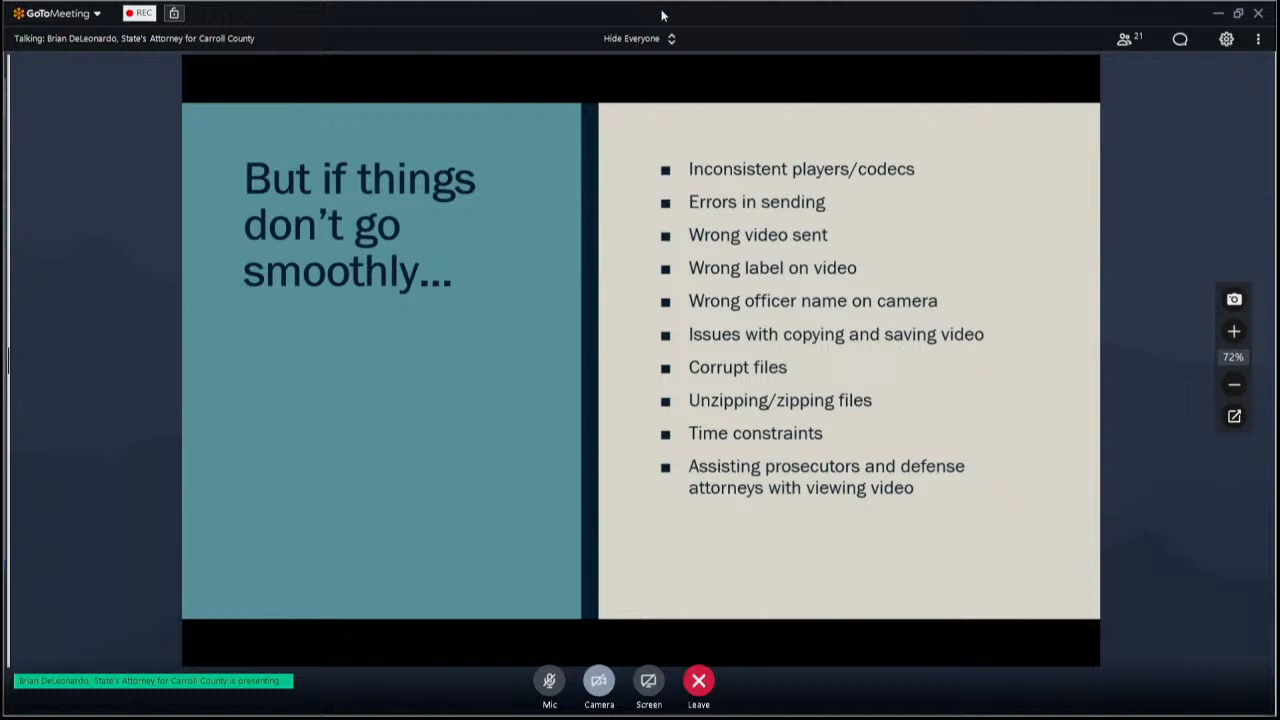 GoToMeeting
REC
Talking: Brian DeLeonardo, State's Attorney for Carroll County
Hide Everyone
21
But if things
don't go
smoothly...
Inconsistent players/codecs
Errors in sending
Wrong video sent
Wrong label on video
Wrong officer name on camera
Issues with copying and saving video
Corrupt files
Unzipping/zipping files
Time constraints
Assisting prosecutors and defense
attorneys with viewing video
72%
Brian DeLeonardo, State's Attorney for Carroll County is presenting.
Mic
Camera
Screen
Leave